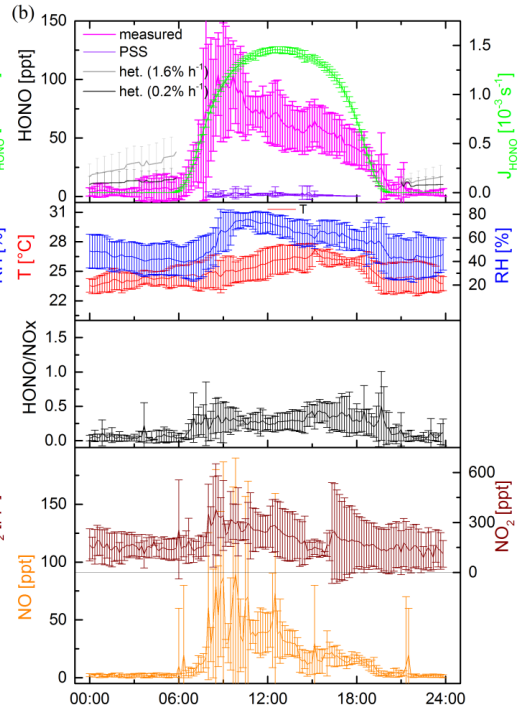 (b)
measured
PSS
het. (1.6% h⁻¹)
het. (0.2% h⁻¹)
HONO [ppt]
150
100
50
0
J_HONO [10⁻³ s⁻¹]
1.5
1.0
0.5
0.0
HONO
T
RH [%]
T [°C]
31
28
25
22
RH [%]
80
60
40
20
HONO/NOx
1.5
1.0
0.5
0.0
NO [ppt]
150
100
50
0
NO₂ [ppt]
600
300
0
00:00 06:00 12:00 18:00 24:00